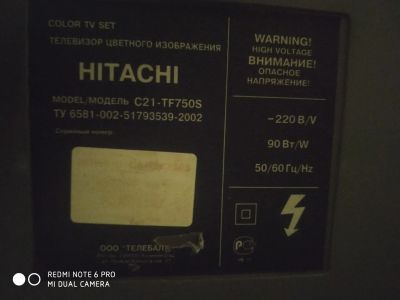 COLOR TV SET
ТЕЛЕВИЗОР ЦВЕТНОГО ИЗОБРАЖЕНИЯ
HITACHI
MODEL/МОДЕЛЬ C21-TF750S
ТУ 6581-002-51793539-2002
Серийный номер:
ООО "ТЕЛЕБАЛТ
WARNING!
HIGH VOLTAGE
ВНИМАНИЕ!
ОПАСНОЕ
НАПРЯЖЕНИЕ!
~220 В/V
90 Вт/W
50/60 Гц/Hz
REDMI NOTE 6 PRO
MI DUAL CAMERA